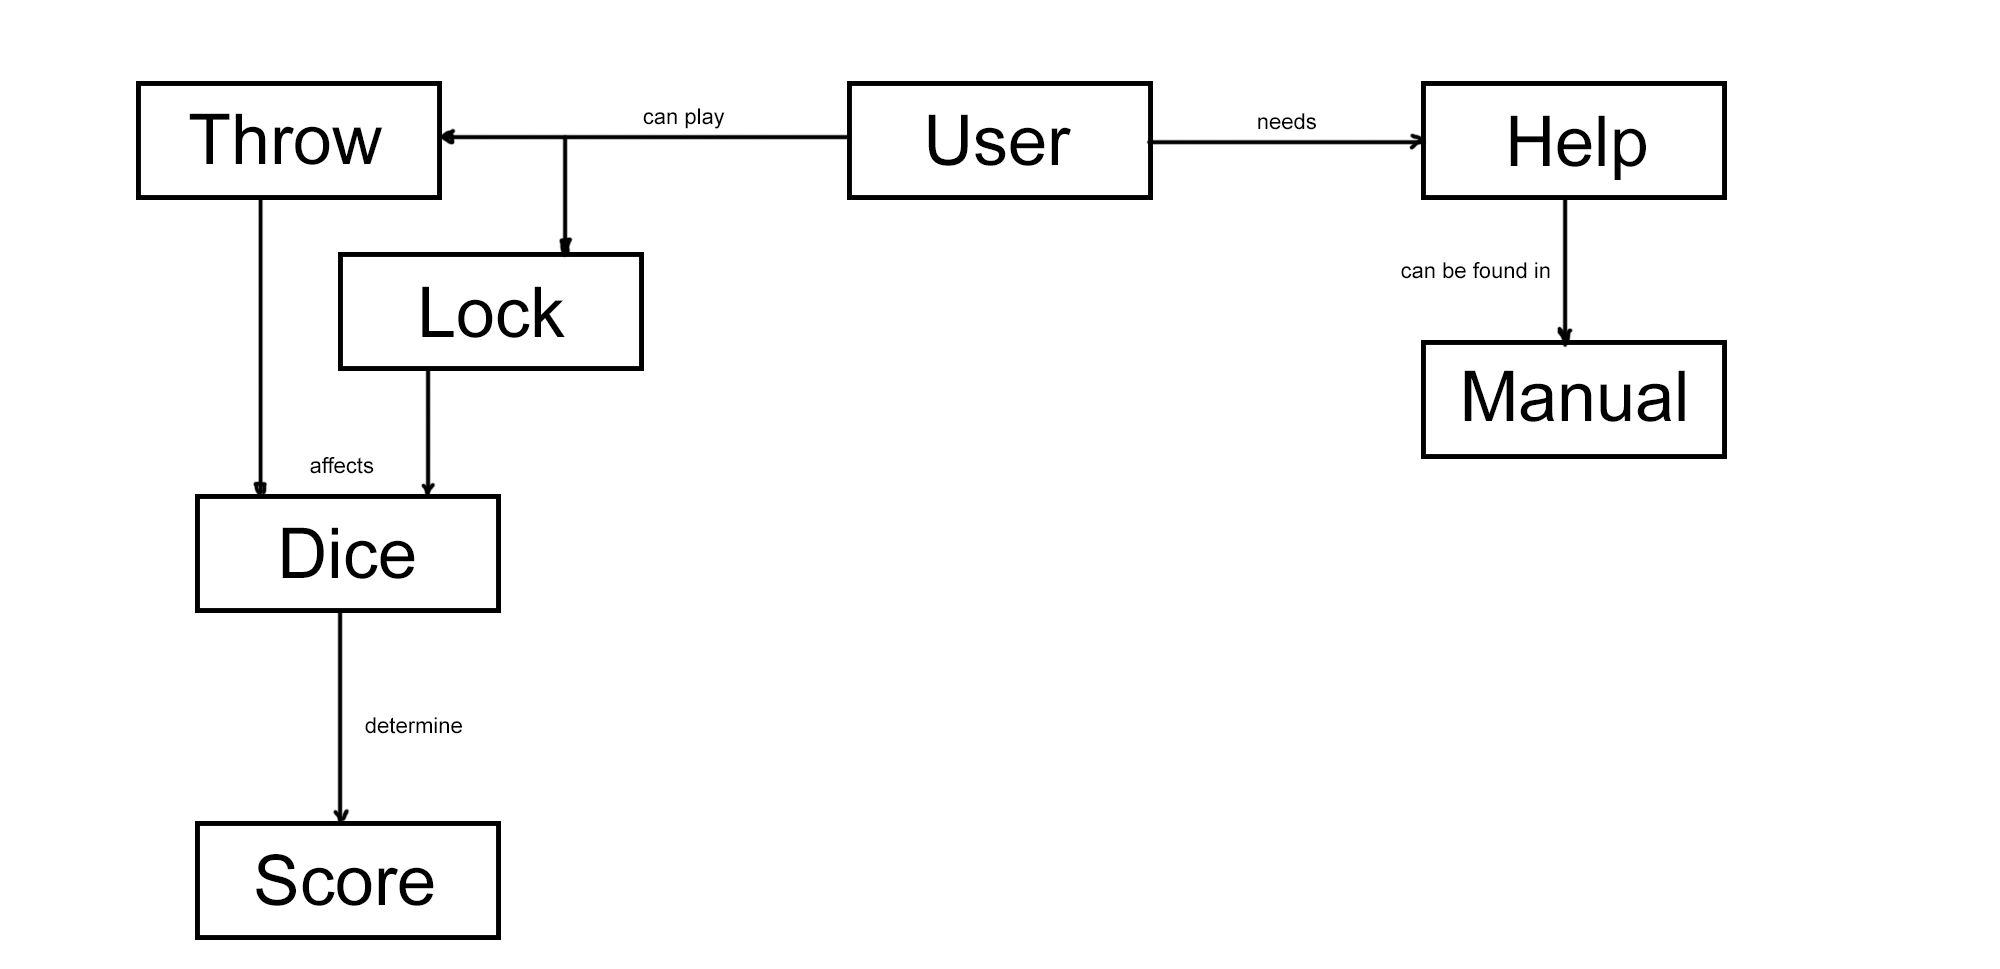 Throw
can play
User
needs
Help
Lock
can be found in
Manual
affects
Dice
determine
Score